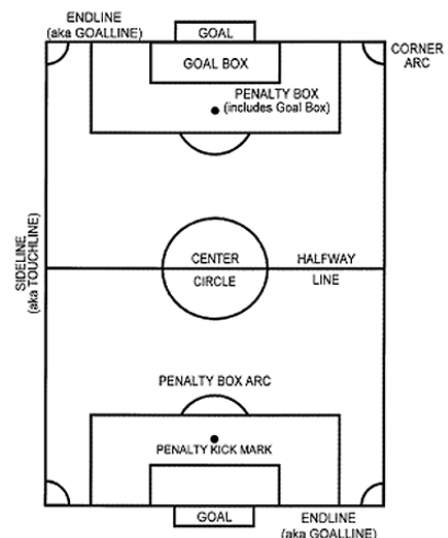 ENDLINE
(aka GOALLINE)
GOAL
CORNER
ARC
GOAL BOX
PENALTY BOX
(includes Goal Box)
SIDELINE
(aka TOUCHLINE)
CENTER
CIRCLE
HALFWAY
LINE
PENALTY BOX ARC
PENALTY KICK MARK
GOAL
ENDLINE
(aka GOALLINE)